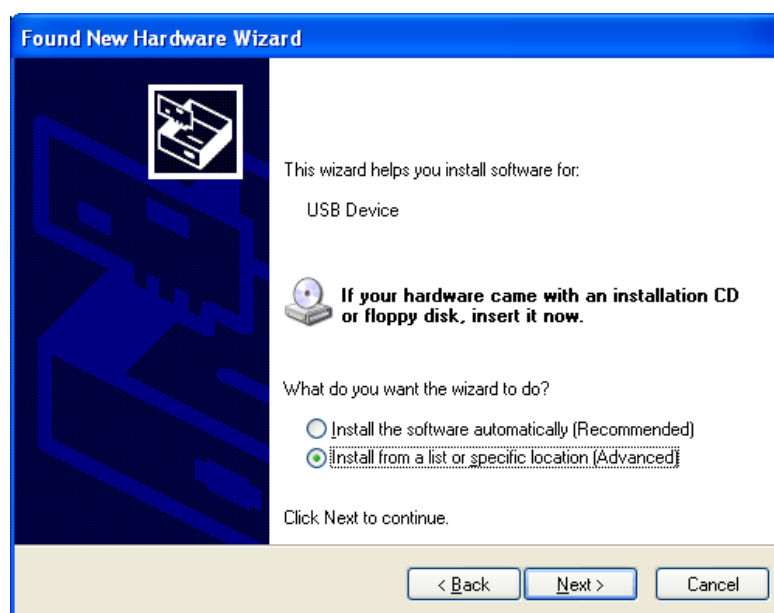 Found New Hardware Wizard
This wizard helps you install software for:
USB Device
If your hardware came with an installation CD
or floppy disk, insert it now.
What do you want the wizard to do?
Install the software automatically (Recommended)
Install from a list or specific location (Advanced)
Click Next to continue.
< Back
Next >
Cancel